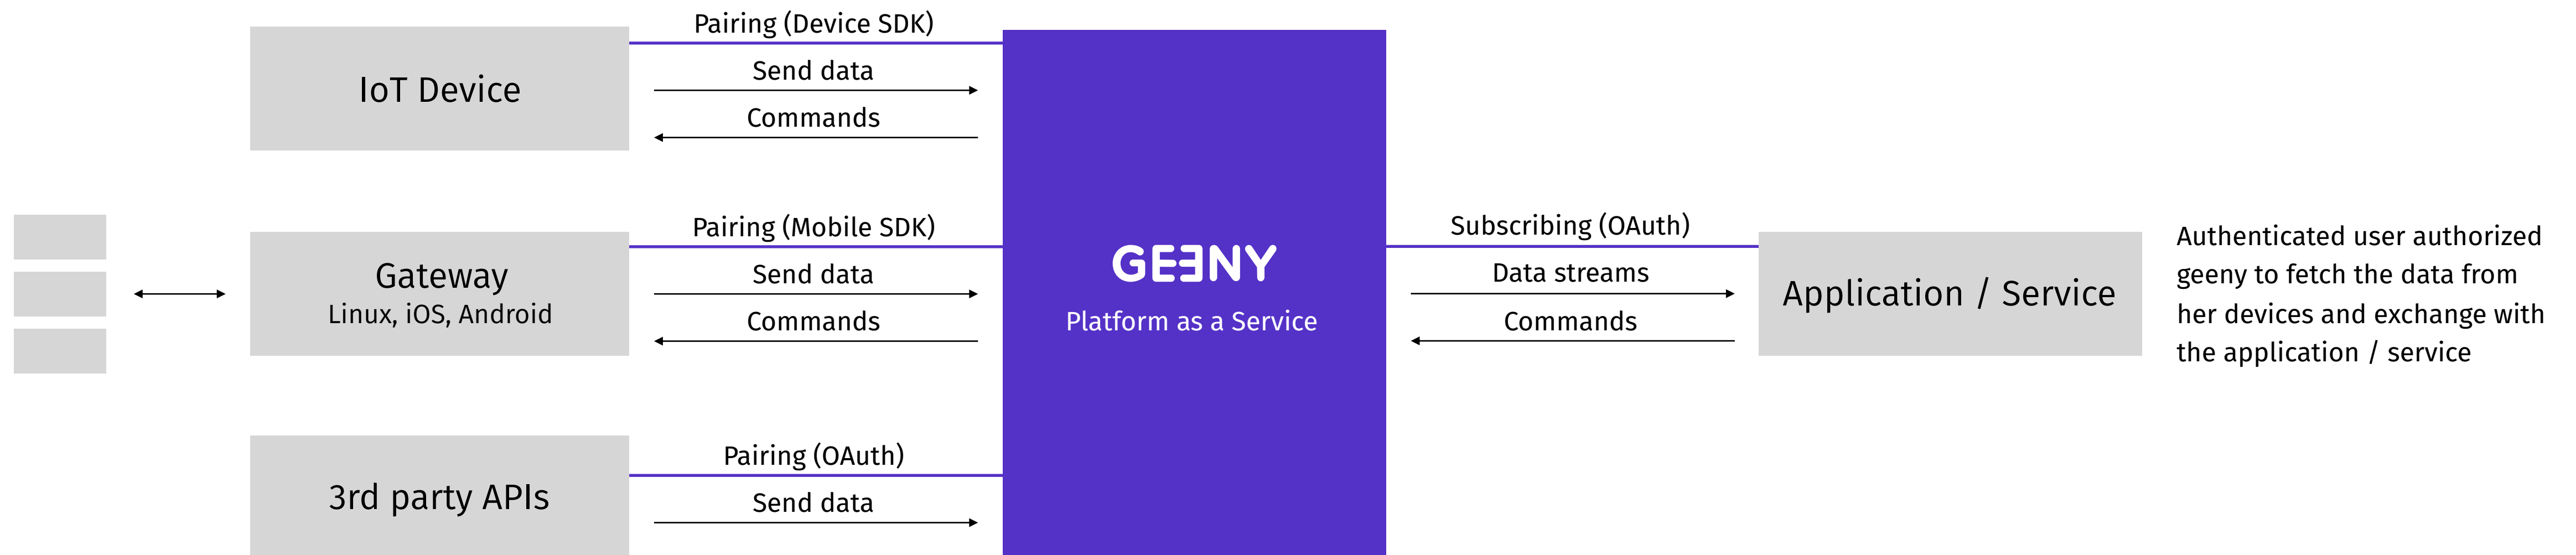 Pairing (Device SDK)
IoT Device
Send data
Commands
Pairing (Mobile SDK)
Gateway
Linux, iOS, Android
Send data
Commands
3rd party APIs
Pairing (OAuth)
Send data
GEENY
Platform as a Service
Subscribing (OAuth)
Data streams
Commands
Application / Service
Authenticated user authorized
geeny to fetch the data from
her devices and exchange with
the application / service